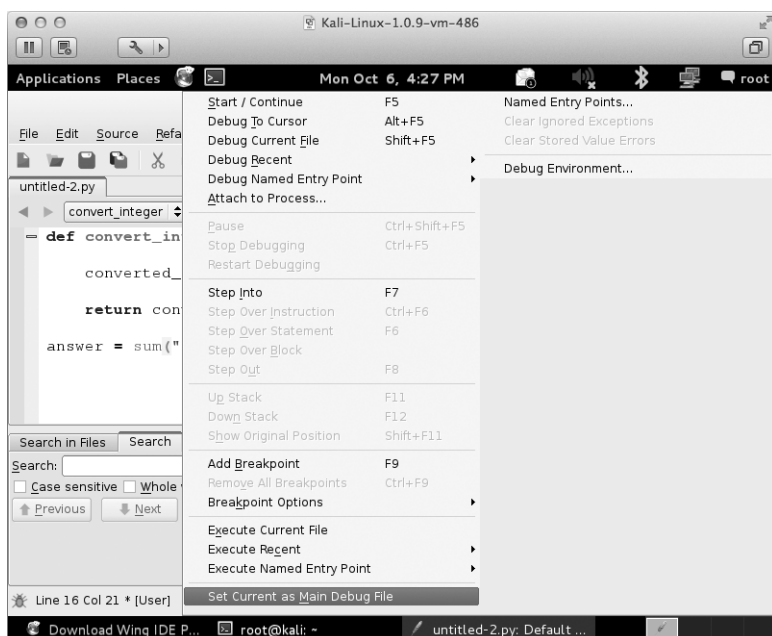 Kali-Linux-1.0.9-vm-486
Applications Places Mon Oct 6, 4:27 PM root
File Edit Source Refa
untitled-2.py
convert_integer
def convert_in
converted_
return con
answer = sum("
Search in Files Search
Search:
Case sensitive Whole
Previous Next
Line 16 Col 21 * [User]
Start / Continue F5
Debug To Cursor Alt+F5
Debug Current File Shift+F5
Debug Recent
Debug Named Entry Point
Attach to Process...
Pause Ctrl+Shift+F5
Stop Debugging Ctrl+F5
Restart Debugging
Step Into F7
Step Over Instruction Ctrl+F6
Step Over Statement F6
Step Over Block
Step Out F8
Up Stack F11
Down Stack F12
Show Original Position Shift+F11
Add Breakpoint F9
Remove All Breakpoints Ctrl+F9
Breakpoint Options
Execute Current File
Execute Recent
Execute Named Entry Point
Set Current as Main Debug File
Named Entry Points...
Clear Ignored Exceptions
Clear Stored Value Errors
Debug Environment...
Download Wing IDE P... root@kali: ~ untitled-2.py: Default ...